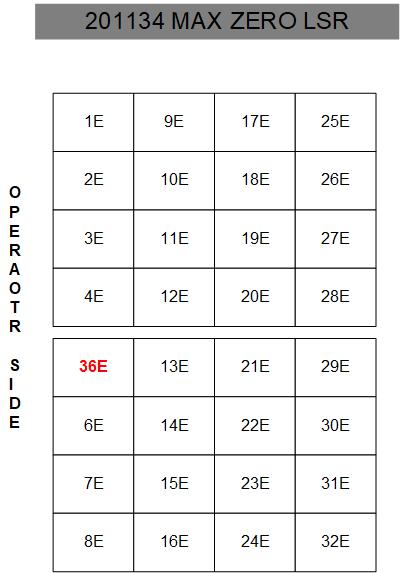 201134 MAX ZERO LSR
OPERAOTR SIDE
1E 9E 17E 25E
2E 10E 18E 26E
3E 11E 19E 27E
4E 12E 20E 28E
36E 13E 21E 29E
6E 14E 22E 30E
7E 15E 23E 31E
8E 16E 24E 32E